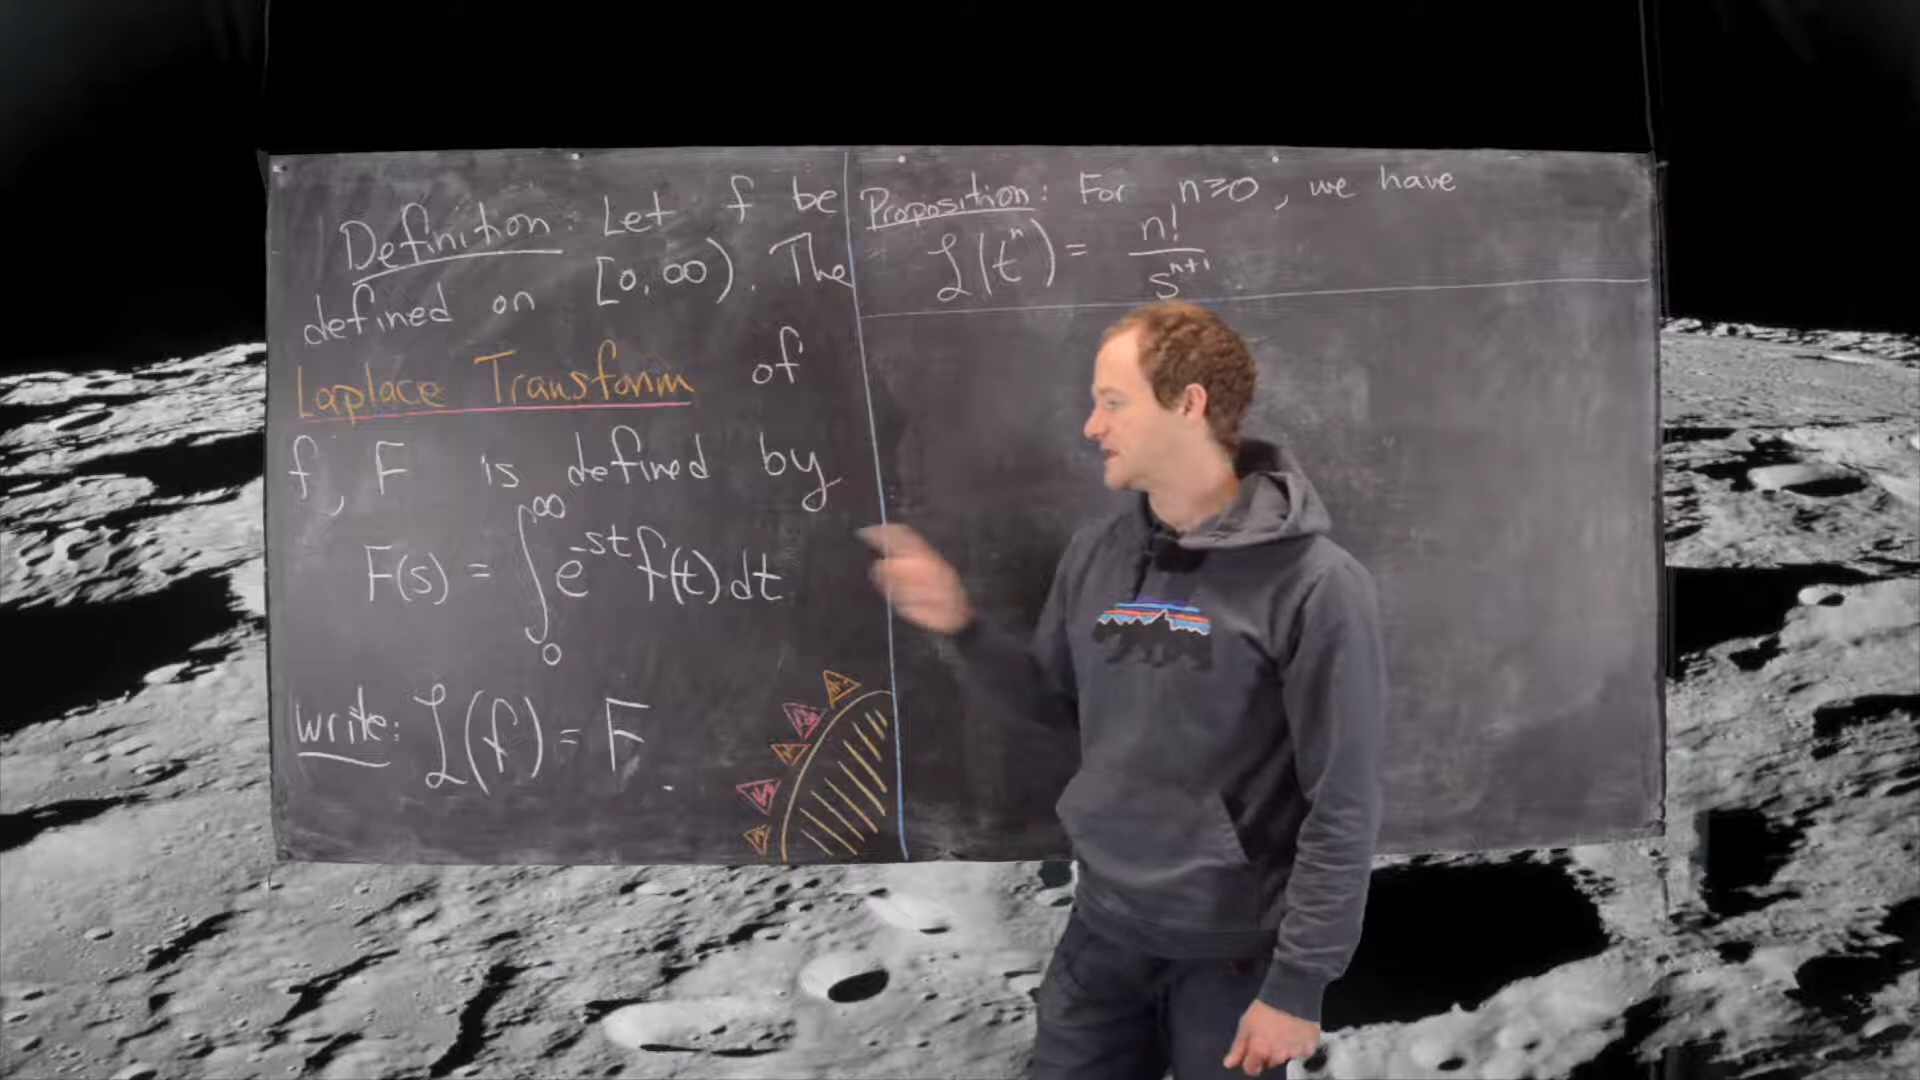 Definition: Let f be
defined on [0,∞). The
Laplace Transform of
f, F is defined by
F(s) = ∫₀^∞ e^{-st} f(t) dt
write: ℒ(f) = F.
Proposition: For n≥0, we have
ℒ(tⁿ) = n!/s^{n+1}